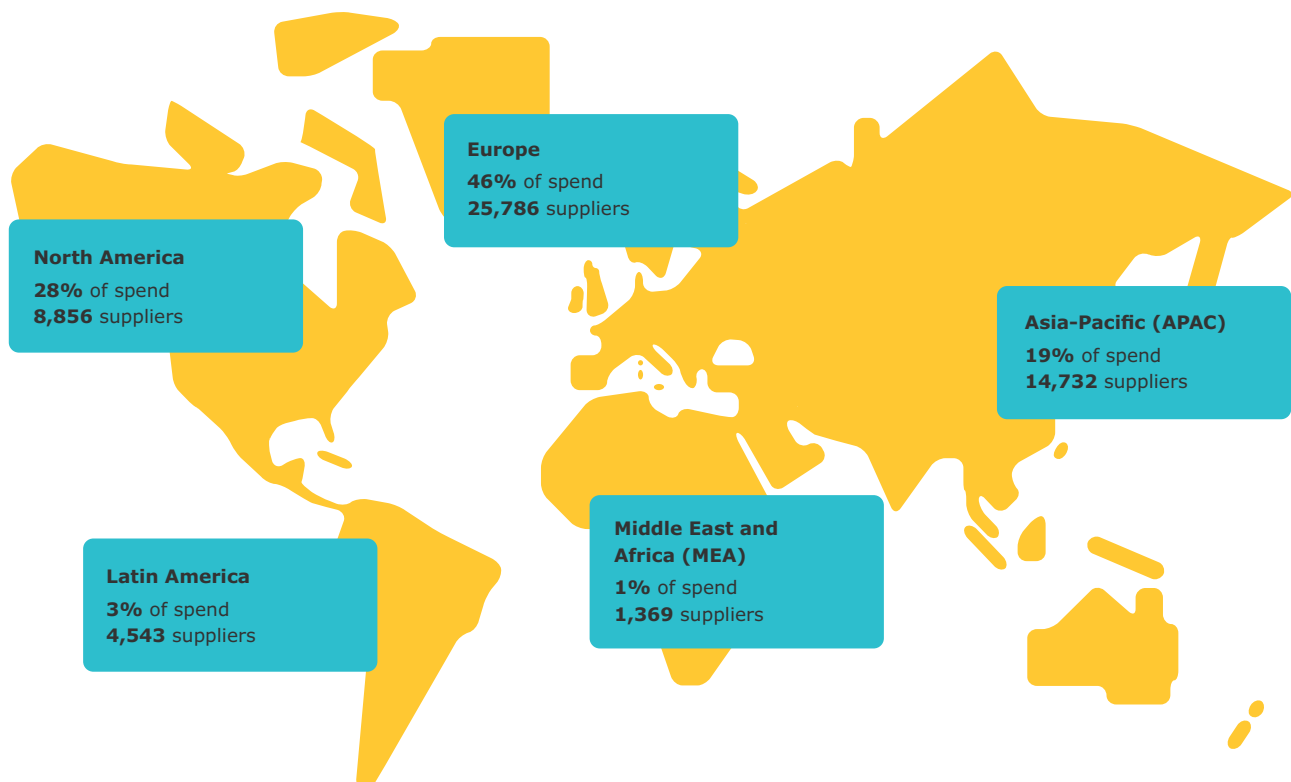 Europe
46% of spend
25,786 suppliers
North America
28% of spend
8,856 suppliers
Asia-Pacific (APAC)
19% of spend
14,732 suppliers
Middle East and
Africa (MEA)
1% of spend
1,369 suppliers
Latin America
3% of spend
4,543 suppliers